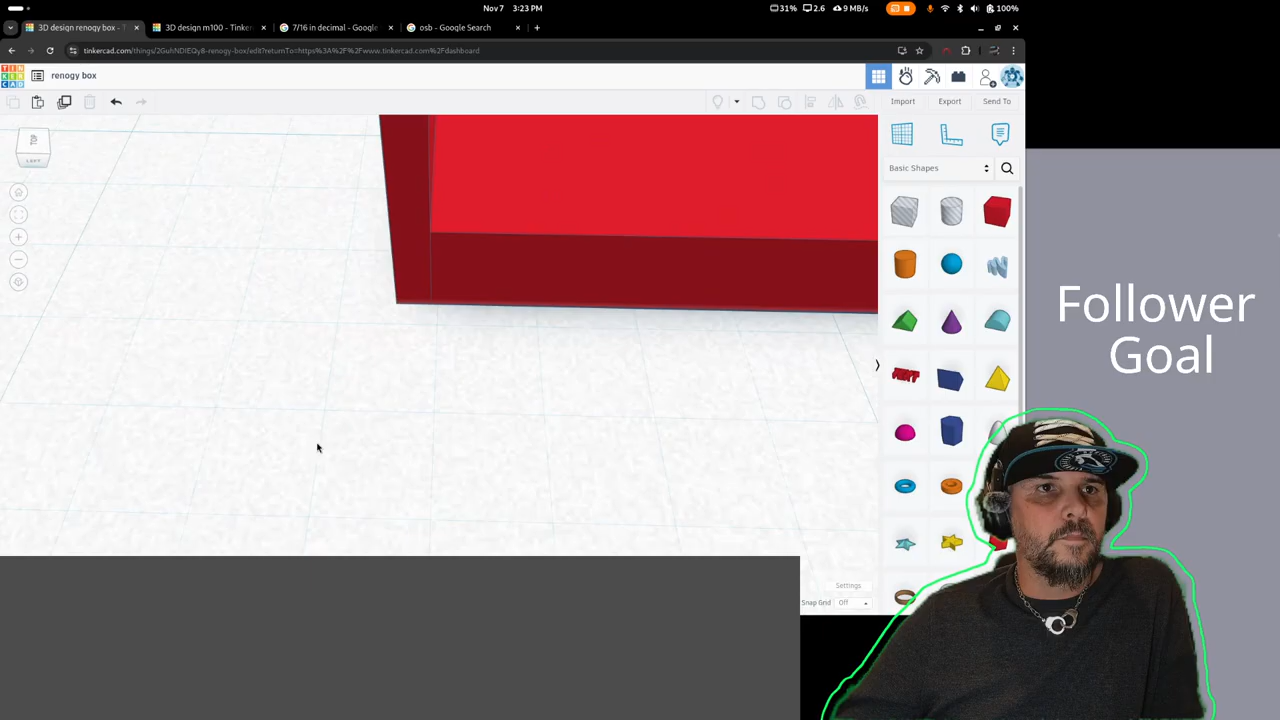 Nov 7 3:23 PM
31% 2.6 9 MB/s 100%
3D design renogy box - T
3D design m100 - Tinker
7/16 in decimal - Google
osb - Google Search
tinkercad.com/things/2GuhNDIEQy8-renogy-box/edit?returnTo=https%3A%2F%2Fwww.tinkercad.com%2Fdashboard
TIN
KER
CAD
renogy box
Import Export Send To
Basic Shapes
LEFT
Follower
Goal
Settings
Snap Grid Off